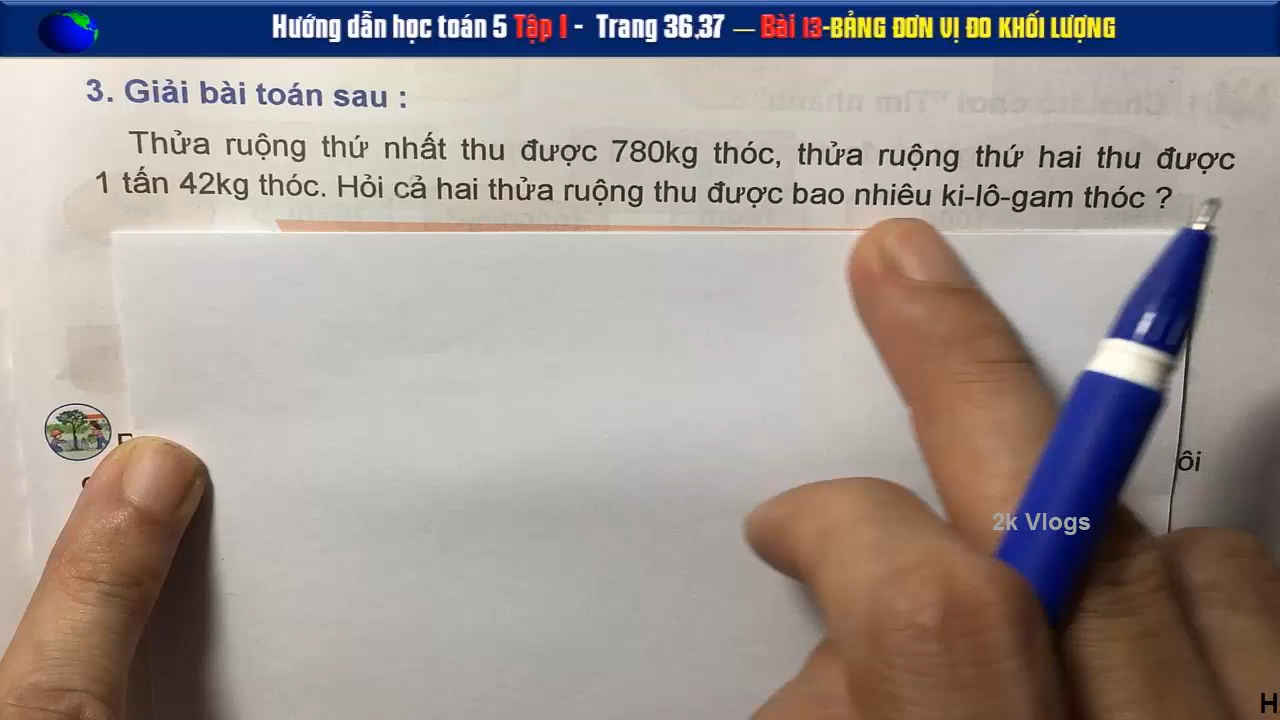 Hướng dẫn học toán 5 Tập 1 - Trang 36,37 — Bài 13-BẢNG ĐƠN VỊ ĐO KHỐI LƯỢNG
3. Giải bài toán sau :
Thửa ruộng thứ nhất thu được 780kg thóc, thửa ruộng thứ hai thu được
1 tấn 42kg thóc. Hỏi cả hai thửa ruộng thu được bao nhiêu ki-lô-gam thóc ?
ôi
2k Vlogs
H